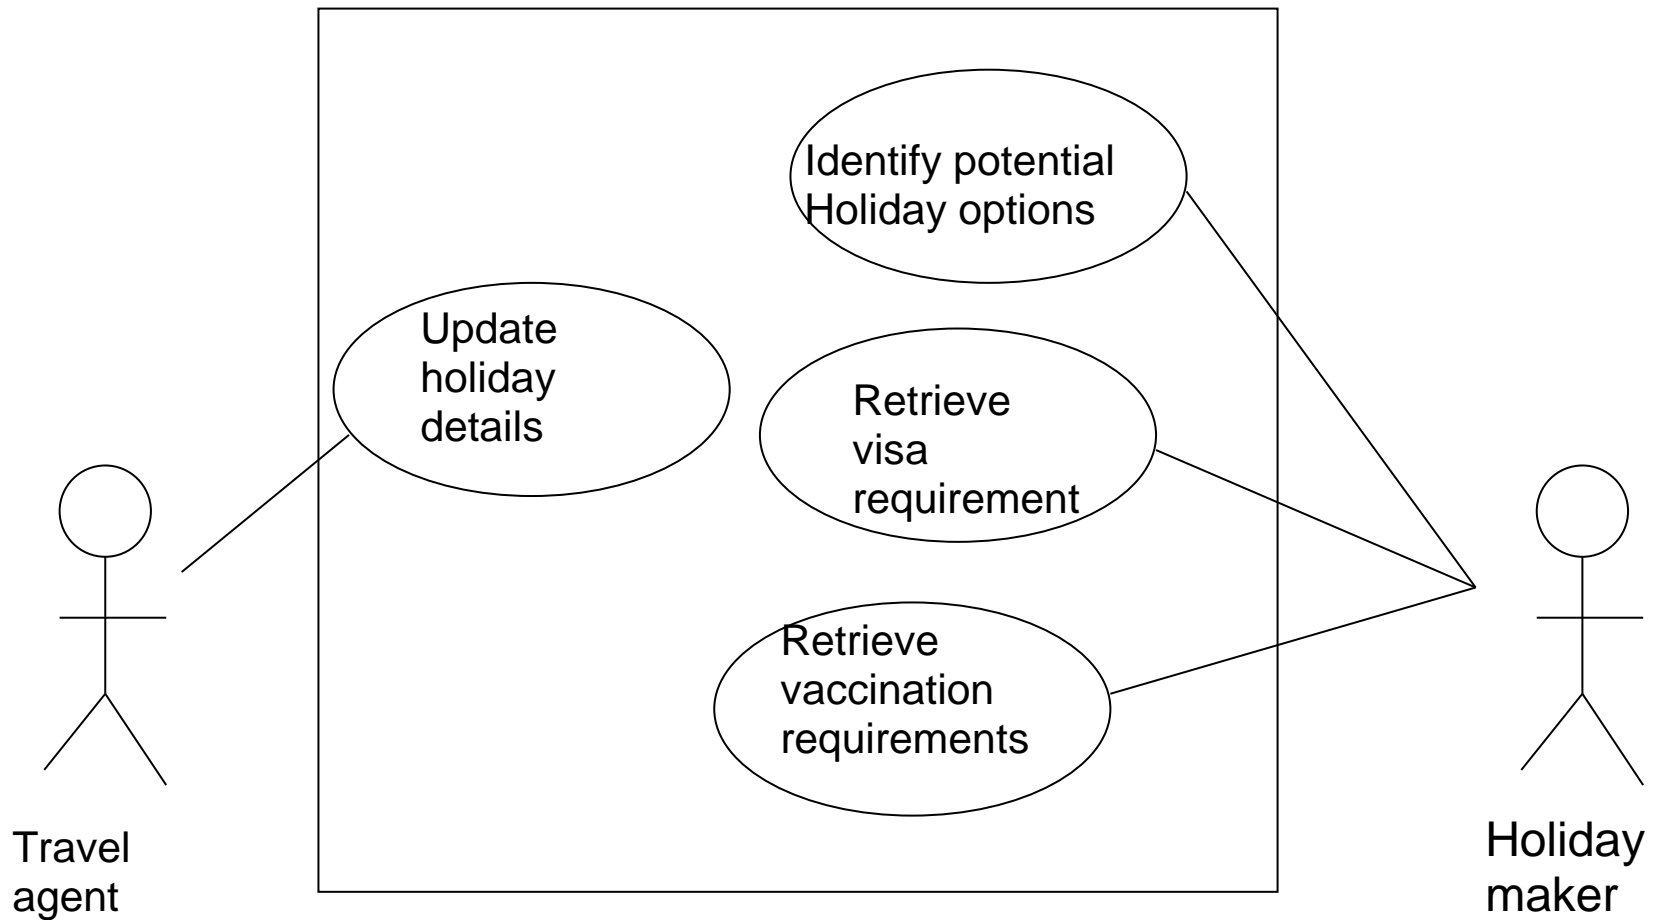 Identify potential
Holiday options
Update
holiday
details
Retrieve
visa
requirement
Retrieve
vaccination
requirements
Travel
agent
Holiday
maker